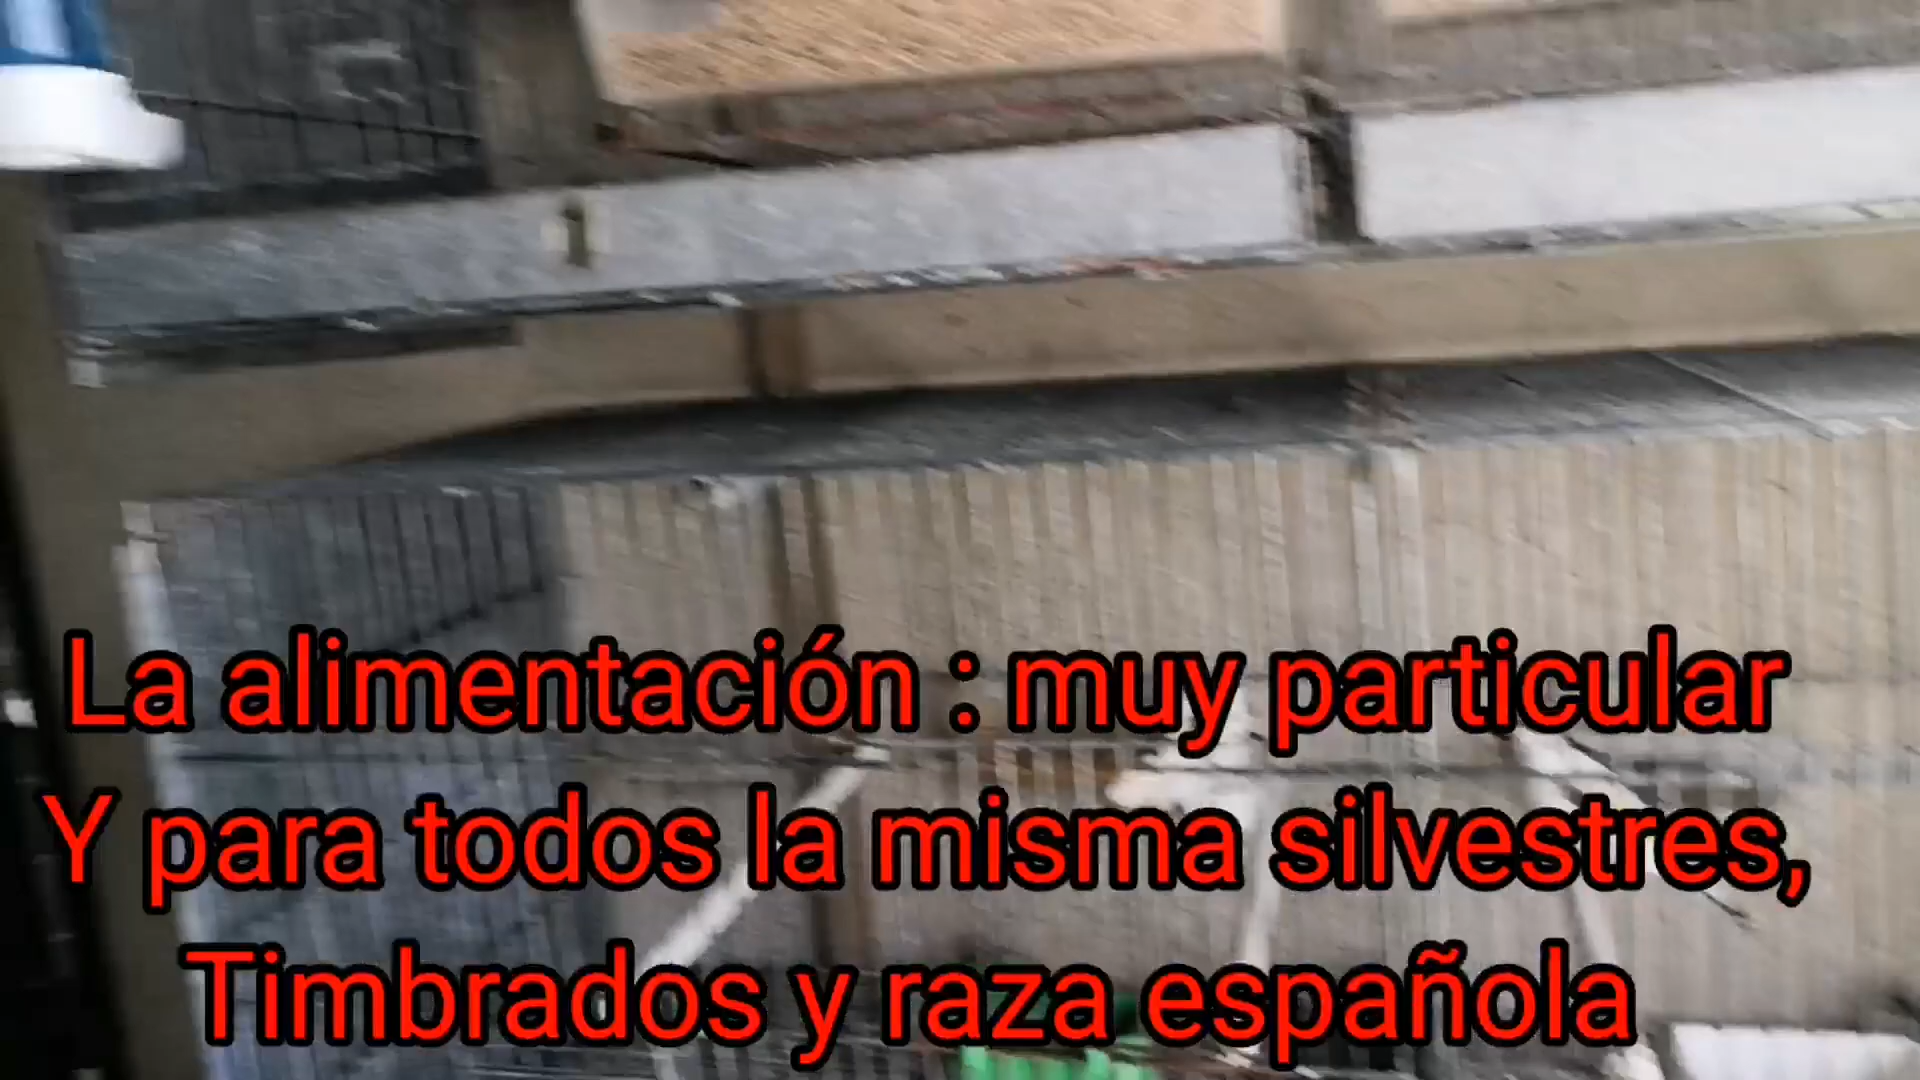 La alimentación : muy particular
Y para todos la misma silvestres,
Timbrados y raza española